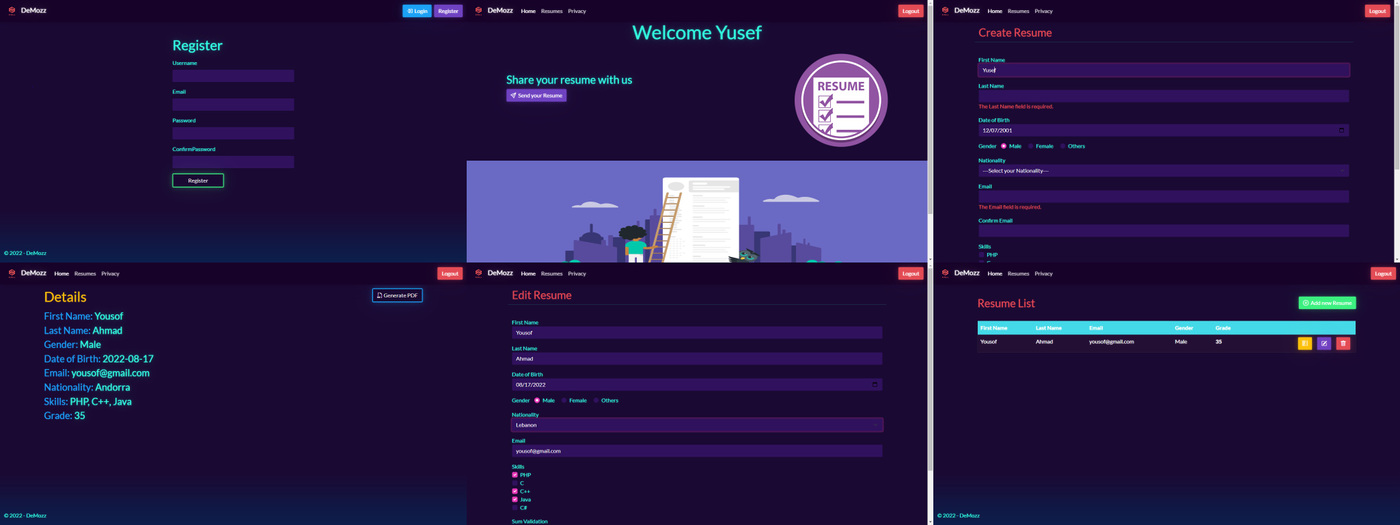 DeMozz
Login Register
Register
Username
Email
Password
ConfirmPassword
Register
© 2022 - DeMozz
DeMozz Home Resumes Privacy Logout
Welcome Yusef
Share your resume with us
Send your Resume
RESUME
DeMozz Home Resumes Privacy Logout
Create Resume
First Name
Yusef
Last Name
The Last Name field is required.
Date of Birth
12/07/2001
Gender Male Female Others
Nationality
---Select your Nationality---
Email
The Email field is required.
Confirm Email
Skills
PHP
DeMozz Home Resumes Privacy Logout
Details
Generate PDF
First Name: Yousof
Last Name: Ahmad
Gender: Male
Date of Birth: 2022-08-17
Email: yousof@gmail.com
Nationality: Andorra
Skills: PHP, C++, Java
Grade: 35
© 2022 - DeMozz
DeMozz Home Resumes Privacy Logout
Edit Resume
First Name
Yousof
Last Name
Ahmad
Date of Birth
08/17/2022
Gender Male Female Others
Nationality
Lebanon
Email
yousof@gmail.com
Skills
PHP
C
C++
Java
C#
Sum Validation
DeMozz Home Resumes Privacy Logout
Resume List
Add new Resume
First Name Last Name Email Gender Grade
Yousof Ahmad yousof@gmail.com Male 35
© 2022 - DeMozz